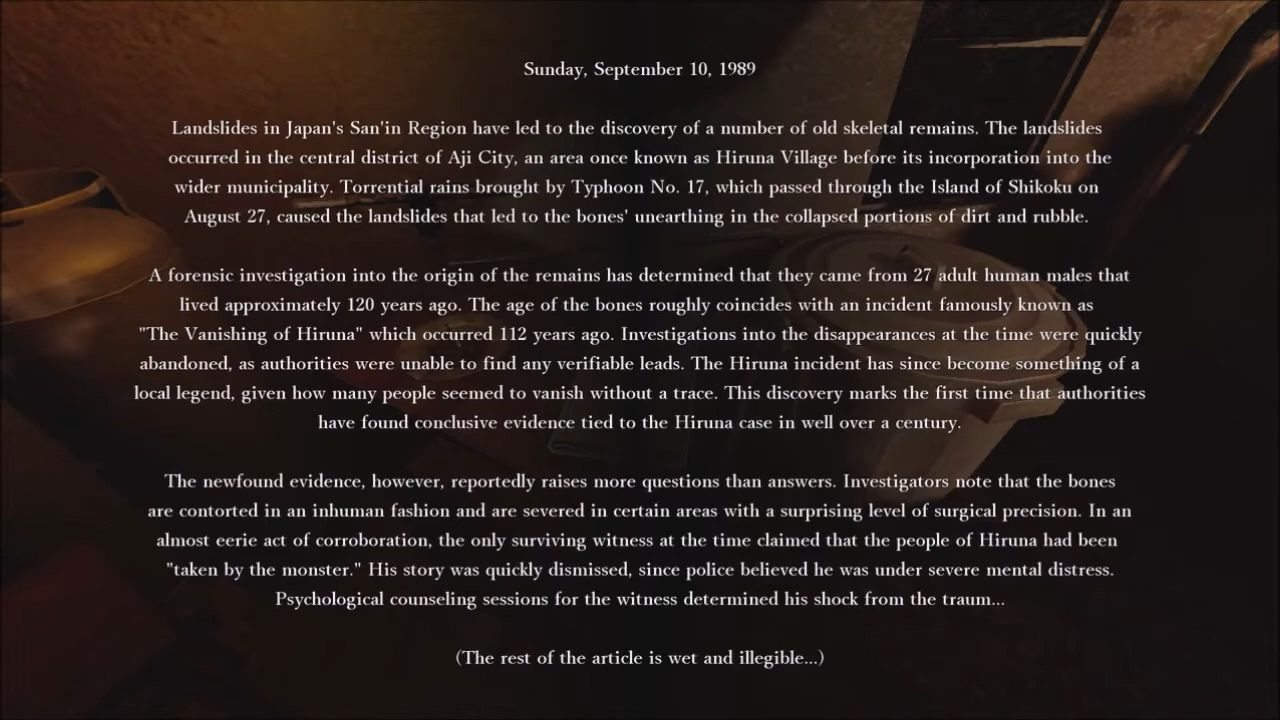 Sunday, September 10, 1989
Landslides in Japan's San'in Region have led to the discovery of a number of old skeletal remains. The landslides
occurred in the central district of Aji City, an area once known as Hiruna Village before its incorporation into the
wider municipality. Torrential rains brought by Typhoon No. 17, which passed through the Island of Shikoku on
August 27, caused the landslides that led to the bones' unearthing in the collapsed portions of dirt and rubble.
A forensic investigation into the origin of the remains has determined that they came from 27 adult human males that
lived approximately 120 years ago. The age of the bones roughly coincides with an incident famously known as
"The Vanishing of Hiruna" which occurred 112 years ago. Investigations into the disappearances at the time were quickly
abandoned, as authorities were unable to find any verifiable leads. The Hiruna incident has since become something of a
local legend, given how many people seemed to vanish without a trace. This discovery marks the first time that authorities
have found conclusive evidence tied to the Hiruna case in well over a century.
The newfound evidence, however, reportedly raises more questions than answers. Investigators note that the bones
are contorted in an inhuman fashion and are severed in certain areas with a surprising level of surgical precision. In an
almost eerie act of corroboration, the only surviving witness at the time claimed that the people of Hiruna had been
"taken by the monster." His story was quickly dismissed, since police believed he was under severe mental distress.
Psychological counseling sessions for the witness determined his shock from the traum...
(The rest of the article is wet and illegible...)